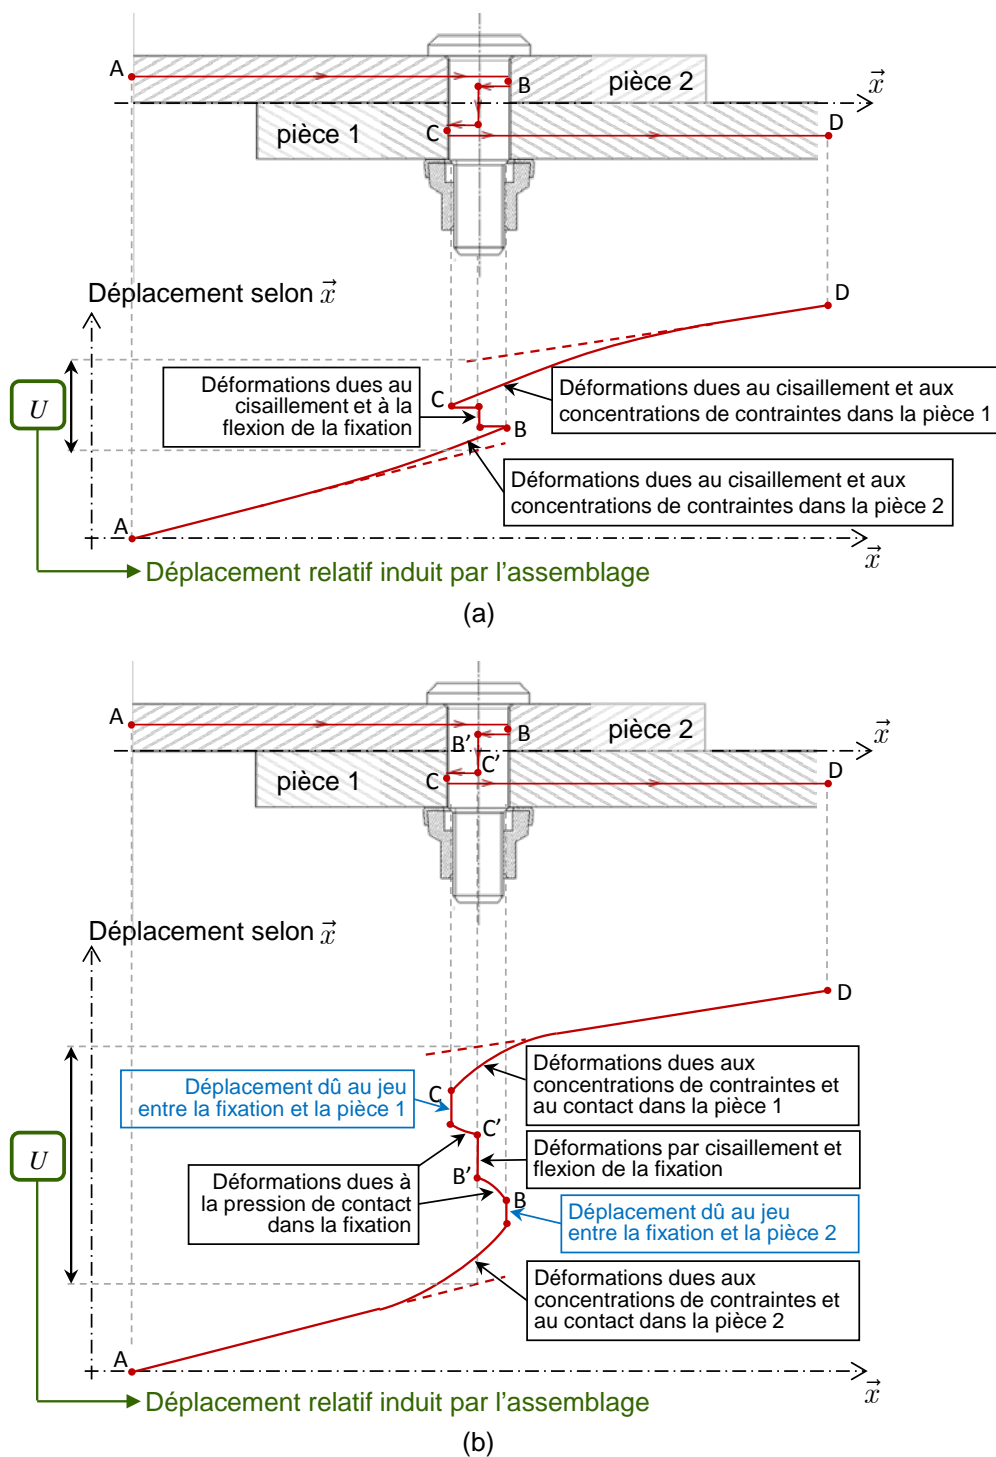 A
B
pièce 2
x
pièce 1
C
D
Déplacement selon x
D
U
Déformations dues au
cisaillement et à la
flexion de la fixation
C
Déformations dues au cisaillement et aux
concentrations de contraintes dans la pièce 1
B
Déformations dues au cisaillement et aux
concentrations de contraintes dans la pièce 2
A
x
Déplacement relatif induit par l'assemblage
(a)
A
B
pièce 2
x
B'
C'
pièce 1
C
D
Déplacement selon x
D
Déplacement dû au jeu
entre la fixation et la pièce 1
C
Déformations dues aux
concentrations de contraintes et
au contact dans la pièce 1
U
C'
Déformations par cisaillement et
flexion de la fixation
B'
Déformations dues à
la pression de contact
dans la fixation
B
Déplacement dû au jeu
entre la fixation et la pièce 2
Déformations dues aux
concentrations de contraintes et
au contact dans la pièce 2
A
x
Déplacement relatif induit par l'assemblage
(b)